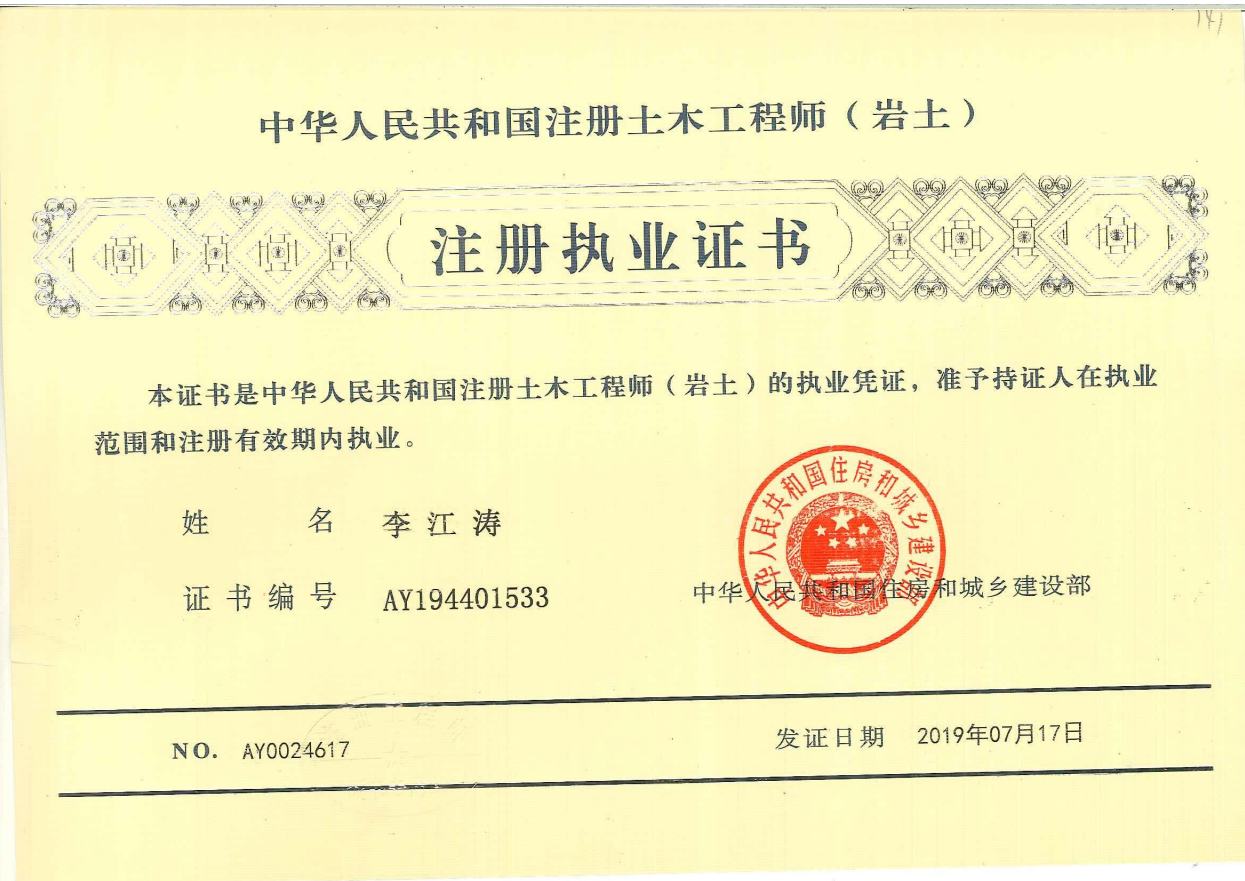 中华人民共和国注册土木工程师（岩土）
注册执业证书
本证书是中华人民共和国注册土木工程师（岩土）的执业凭证，准予持证人在执业
范围和注册有效期内执业。
姓 名 李江涛
证书编号 AY194401533
中华人民共和国住房和城乡建设部
中华人民共和国住房和城乡建设部
NO. AY0024617
发证日期 2019年07月17日